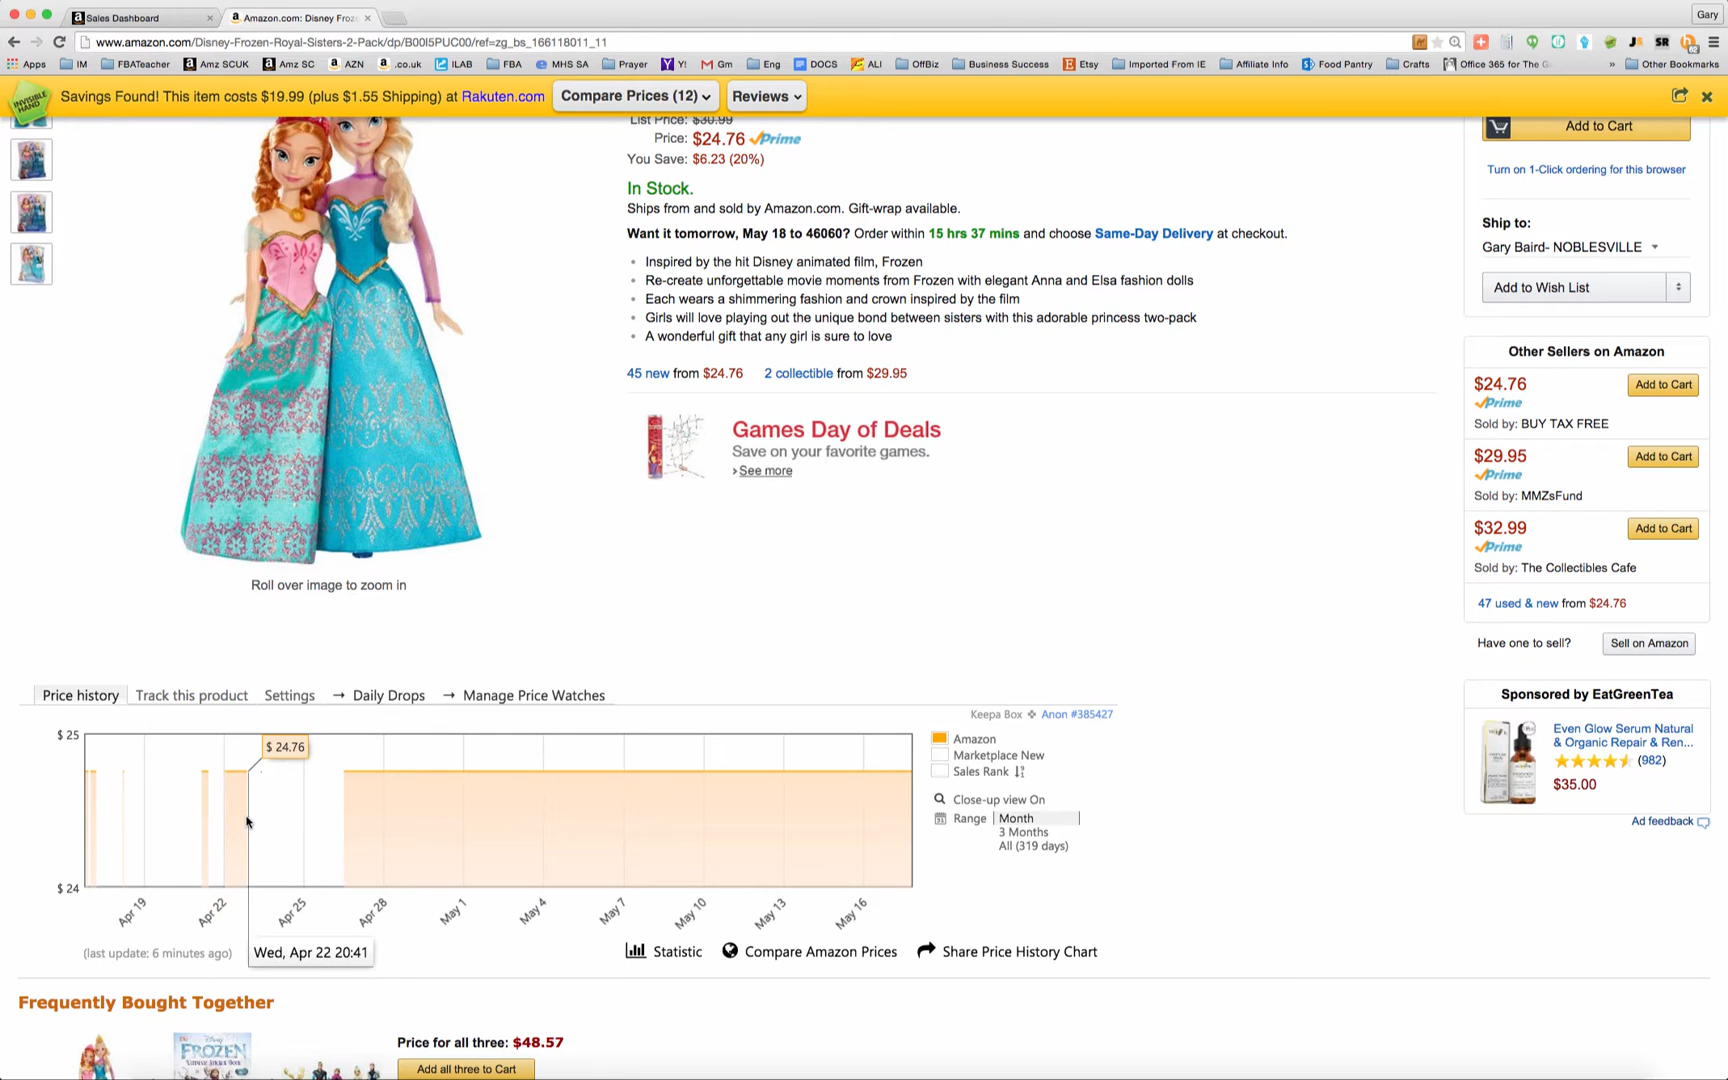 Sales Dashboard
Amazon.com: Disney Froz
Gary
www.amazon.com/Disney-Frozen-Royal-Sisters-2-Pack/dp/B00I5PUC00/ref=zg_bs_166118011_11
Apps IM FBATeacher Amz SCUK Amz SC AZN .co.uk ILAB FBA MHS SA Prayer Y! Gm Eng DOCS ALI OffBiz Business Success Etsy Imported From IE Affiliate Info Food Pantry Crafts Office 365 for The » Other Bookmarks
INVISIBLE HAND
Savings Found! This item costs $19.99 (plus $1.55 Shipping) at Rakuten.com
Compare Prices (12)
Reviews
List Price: $30.99
Price: $24.76 Prime
You Save: $6.23 (20%)
In Stock.
Ships from and sold by Amazon.com. Gift-wrap available.
Want it tomorrow, May 18 to 46060? Order within 15 hrs 37 mins and choose Same-Day Delivery at checkout.
• Inspired by the hit Disney animated film, Frozen
• Re-create unforgettable movie moments from Frozen with elegant Anna and Elsa fashion dolls
• Each wears a shimmering fashion and crown inspired by the film
• Girls will love playing out the unique bond between sisters with this adorable princess two-pack
• A wonderful gift that any girl is sure to love
45 new from $24.76 2 collectible from $29.95
Games Day of Deals
Save on your favorite games.
› See more
Roll over image to zoom in
Add to Cart
Turn on 1-Click ordering for this browser
Ship to:
Gary Baird- NOBLESVILLE
Add to Wish List
Other Sellers on Amazon
$24.76
Add to Cart
Prime
Sold by: BUY TAX FREE
$29.95
Add to Cart
Prime
Sold by: MMZsFund
$32.99
Add to Cart
Prime
Sold by: The Collectibles Cafe
47 used & new from $24.76
Have one to sell?
Sell on Amazon
Sponsored by EatGreenTea
Even Glow Serum Natural
& Organic Repair & Ren...
(982)
$35.00
Ad feedback
Price history Track this product Settings → Daily Drops → Manage Price Watches
Keepa Box Anon #385427
$ 25
$ 24.76
$ 24
Amazon
Marketplace New
Sales Rank
Close-up view On
Range Month
3 Months
All (319 days)
Apr 19 Apr 22 Apr 25 Apr 28 May 1 May 4 May 7 May 10 May 13 May 16
(last update: 6 minutes ago)
Wed, Apr 22 20:41
Statistic Compare Amazon Prices Share Price History Chart
Frequently Bought Together
FROZEN
Price for all three: $48.57
Add all three to Cart